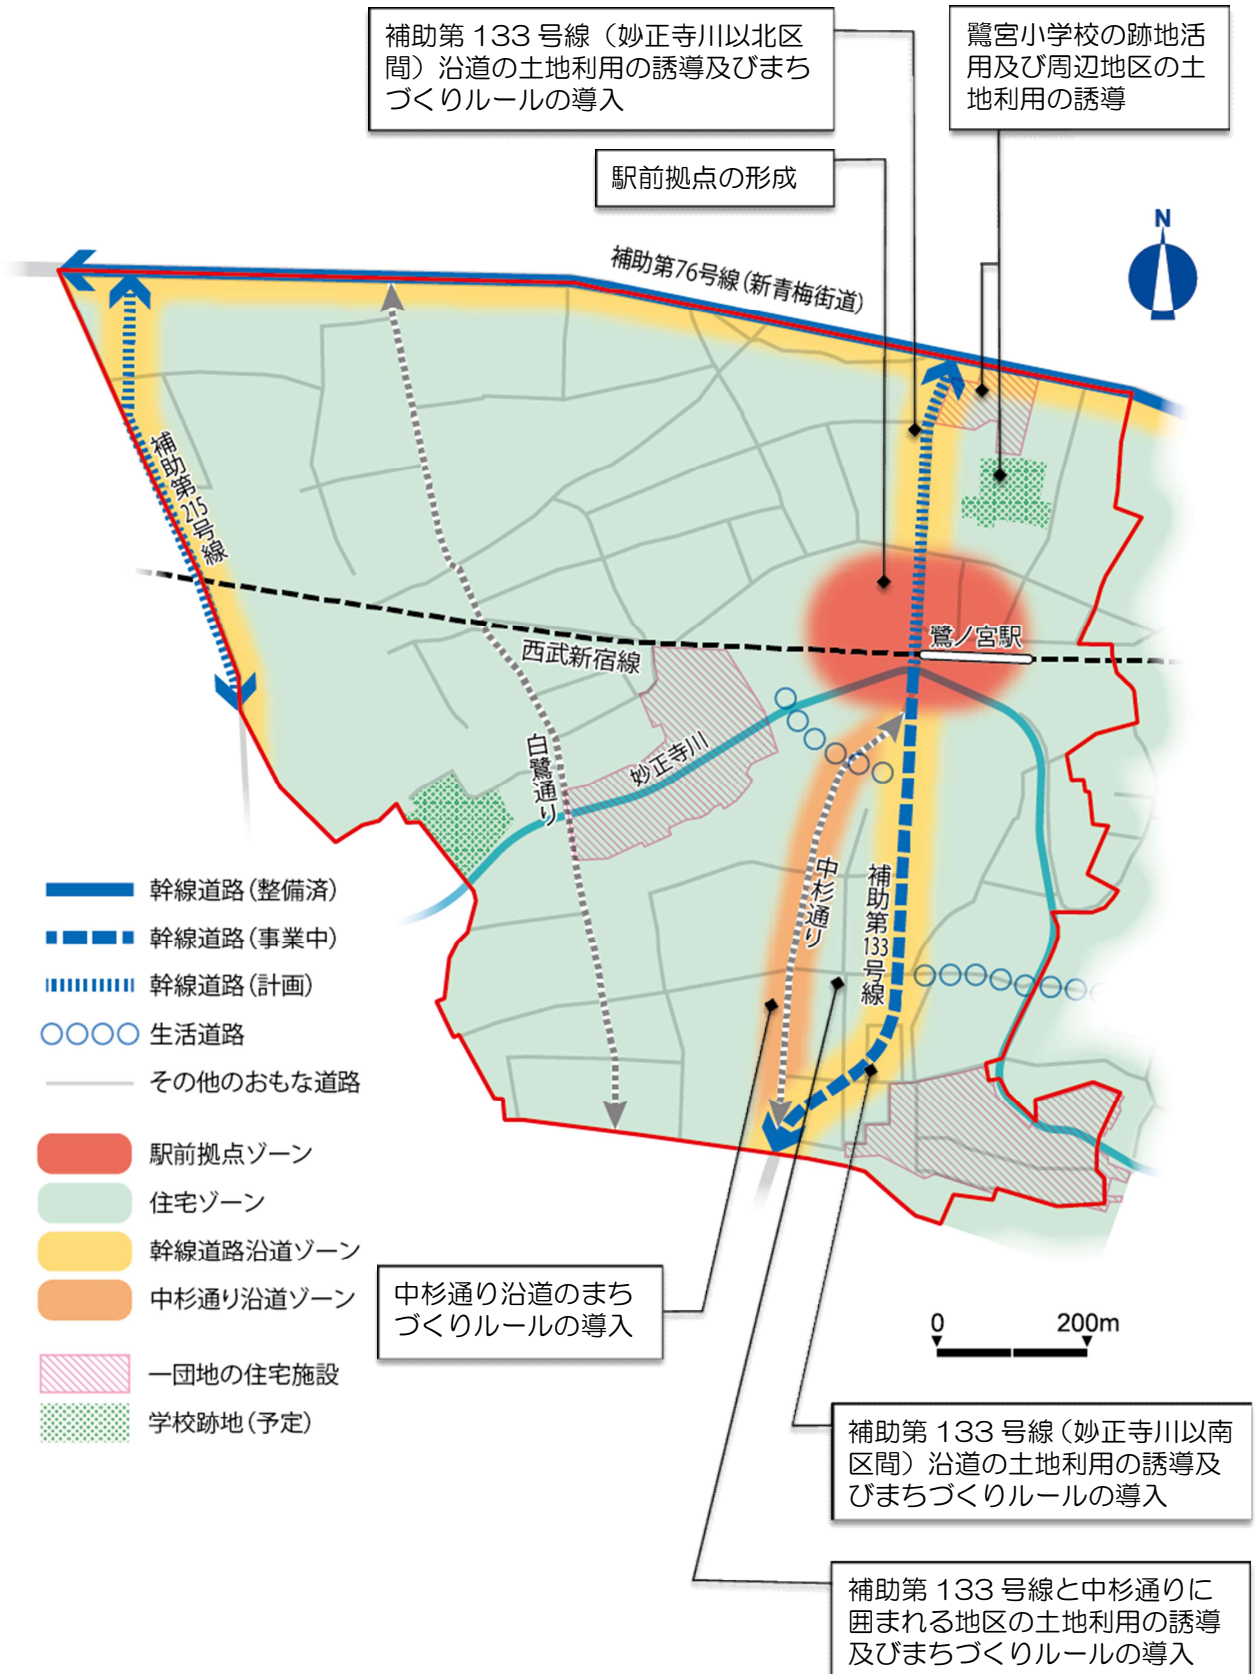 補助第 133 号線（妙正寺川以北区
間）沿道の土地利用の誘導及びまち
づくりルールの導入
鷺宮小学校の跡地活
用及び周辺地区の土
地利用の誘導
駅前拠点の形成
N
補助第76号線(新青梅街道)
補助第215号線
鷺ノ宮駅
西武新宿線
白鷺通り
妙正寺川
中杉通り
補助第133号線
幹線道路(整備済)
幹線道路(事業中)
幹線道路(計画)
生活道路
その他のおもな道路
駅前拠点ゾーン
住宅ゾーン
幹線道路沿道ゾーン
中杉通り沿道ゾーン
一団地の住宅施設
学校跡地(予定)
中杉通り沿道のまち
づくりルールの導入
0 200m
補助第 133 号線（妙正寺川以南
区間）沿道の土地利用の誘導及
びまちづくりルールの導入
補助第 133 号線と中杉通りに
囲まれる地区の土地利用の誘導
及びまちづくりルールの導入